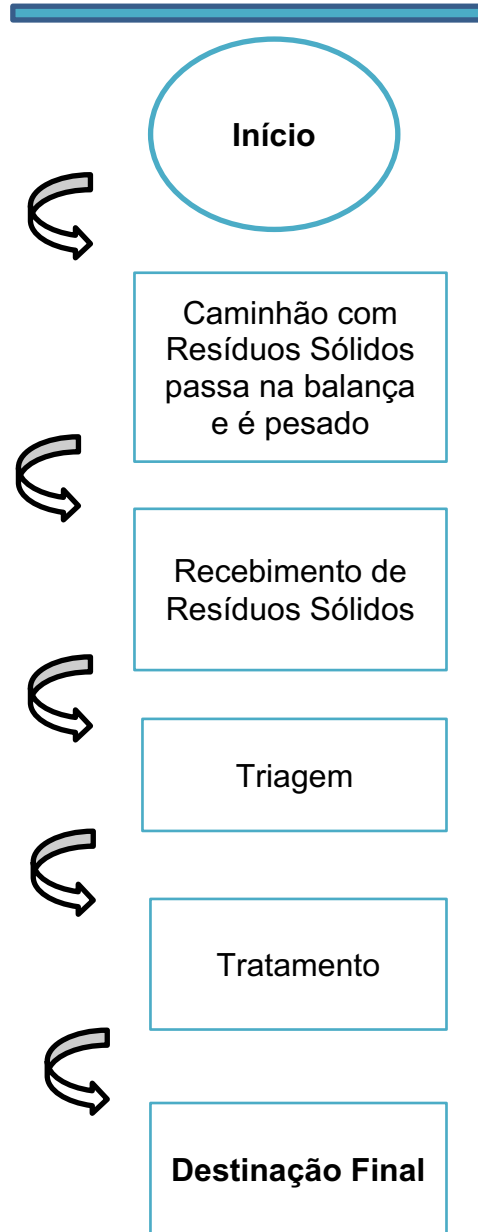 Início
Caminhão com
Resíduos Sólidos
passa na balança
e é pesado
Recebimento de
Resíduos Sólidos
Triagem
Tratamento
Destinação Final